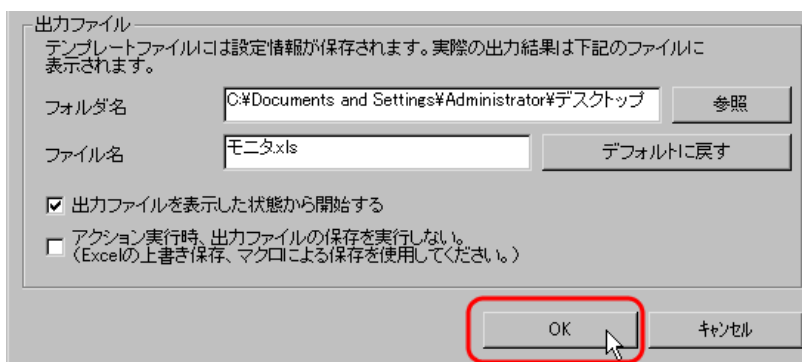 出力ファイル
テンプレートファイルには設定情報が保存されます。実際の出力結果は下記のファイルに
表示されます。
フォルダ名 C:¥Documents and Settings¥Administrator¥デスクトップ 参照
ファイル名 モニタ.xls デフォルトに戻す
出力ファイルを表示した状態から開始する
アクション実行時、出力ファイルの保存を実行しない。
(Excelの上書き保存、マクロによる保存を使用してください。)
OK キャンセル